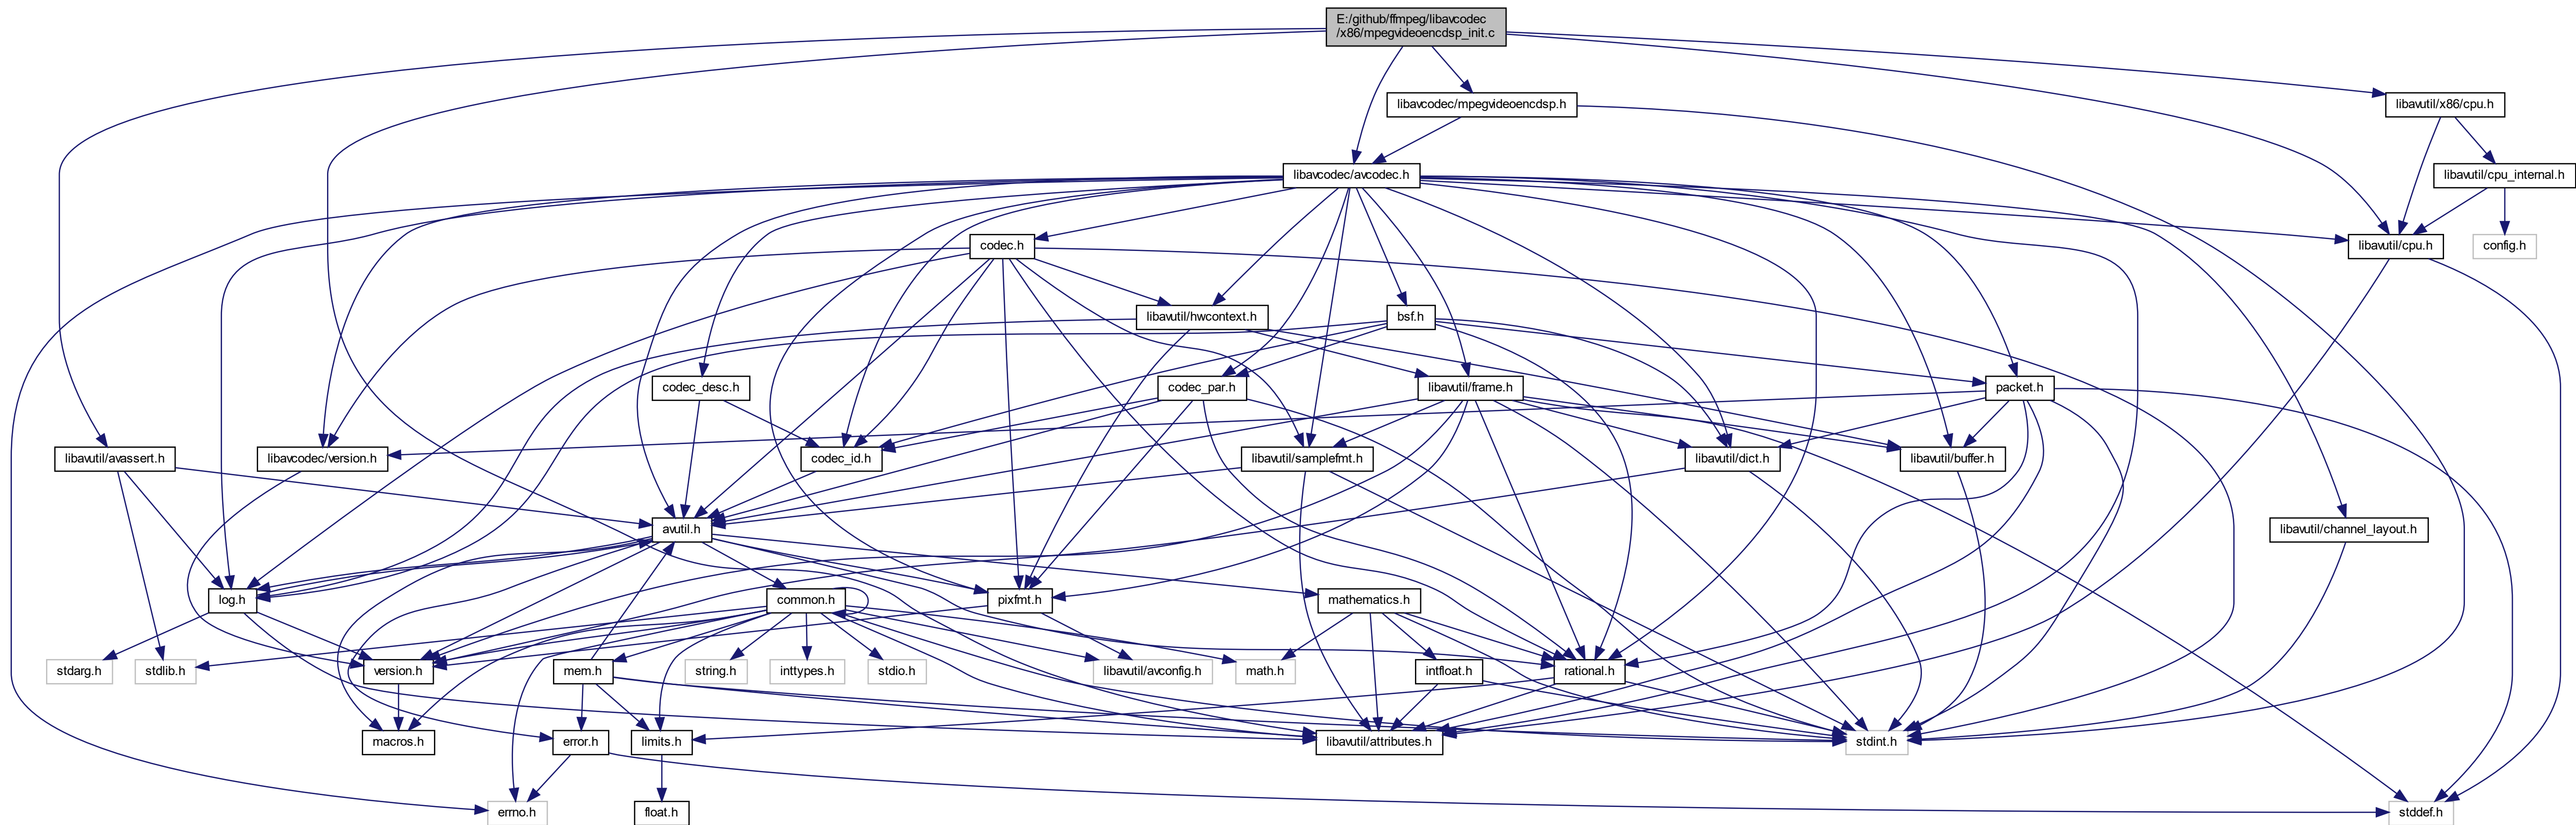 E:/github/ffmpeg/libavcodec
/x86/mpegvideoencdsp_init.c
libavcodec/mpegvideoencdsp.h
libavutil/x86/cpu.h
libavcodec/avcodec.h
libavutil/cpu_internal.h
codec.h
libavutil/cpu.h
config.h
libavutil/hwcontext.h
bsf.h
codec_desc.h
codec_par.h
libavutil/frame.h
packet.h
libavutil/avassert.h
libavcodec/version.h
codec_id.h
libavutil/samplefmt.h
libavutil/dict.h
libavutil/buffer.h
avutil.h
libavutil/channel_layout.h
log.h
common.h
pixfmt.h
mathematics.h
stdarg.h
stdlib.h
version.h
mem.h
string.h
inttypes.h
stdio.h
libavutil/avconfig.h
math.h
intfloat.h
rational.h
macros.h
error.h
limits.h
libavutil/attributes.h
stdint.h
errno.h
float.h
stddef.h